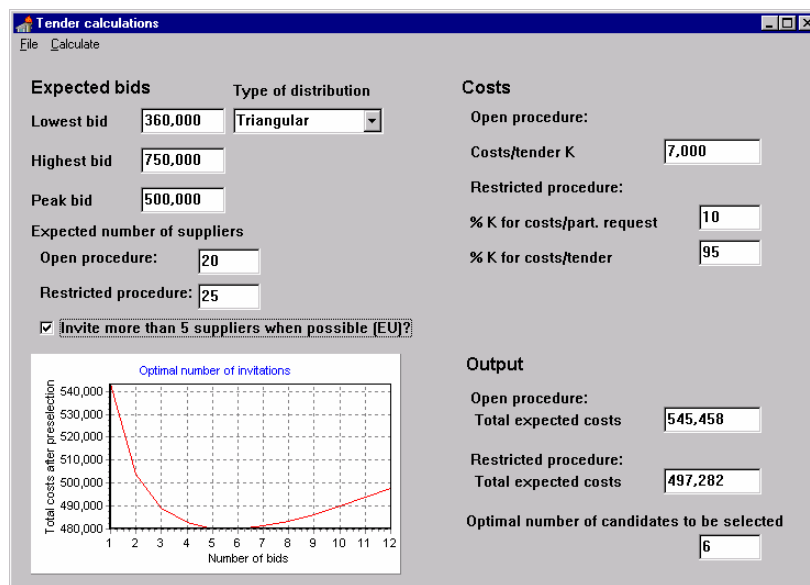 Tender calculations
File Calculate
Expected bids
Type of distribution
Lowest bid 360,000 Triangular
Highest bid 750,000
Peak bid 500,000
Expected number of suppliers
Open procedure: 20
Restricted procedure: 25
Invite more than 5 suppliers when possible (EU)?
Optimal number of invitations
Total costs after preselection
540,000
530,000
520,000
510,000
500,000
490,000
480,000
1 2 3 4 5 6 7 8 9 10 11 12
Number of bids
Costs
Open procedure:
Costs/tender K 7,000
Restricted procedure:
% K for costs/part. request 10
% K for costs/tender 95
Output
Open procedure:
Total expected costs 545,458
Restricted procedure:
Total expected costs 497,282
Optimal number of candidates to be selected
6